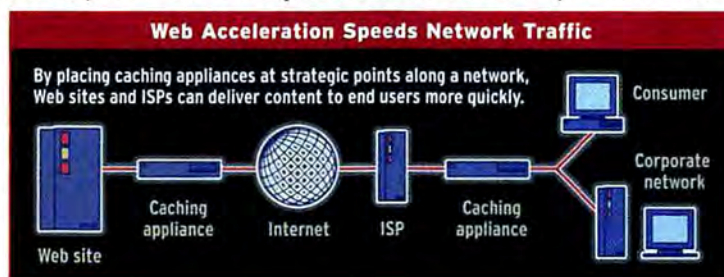 Web Acceleration Speeds Network Traffic
By placing caching appliances at strategic points along a network,
Web sites and ISPs can deliver content to end users more quickly.
Consumer
Corporate
network
Caching
appliance
Internet
ISP
Caching
appliance
Web site